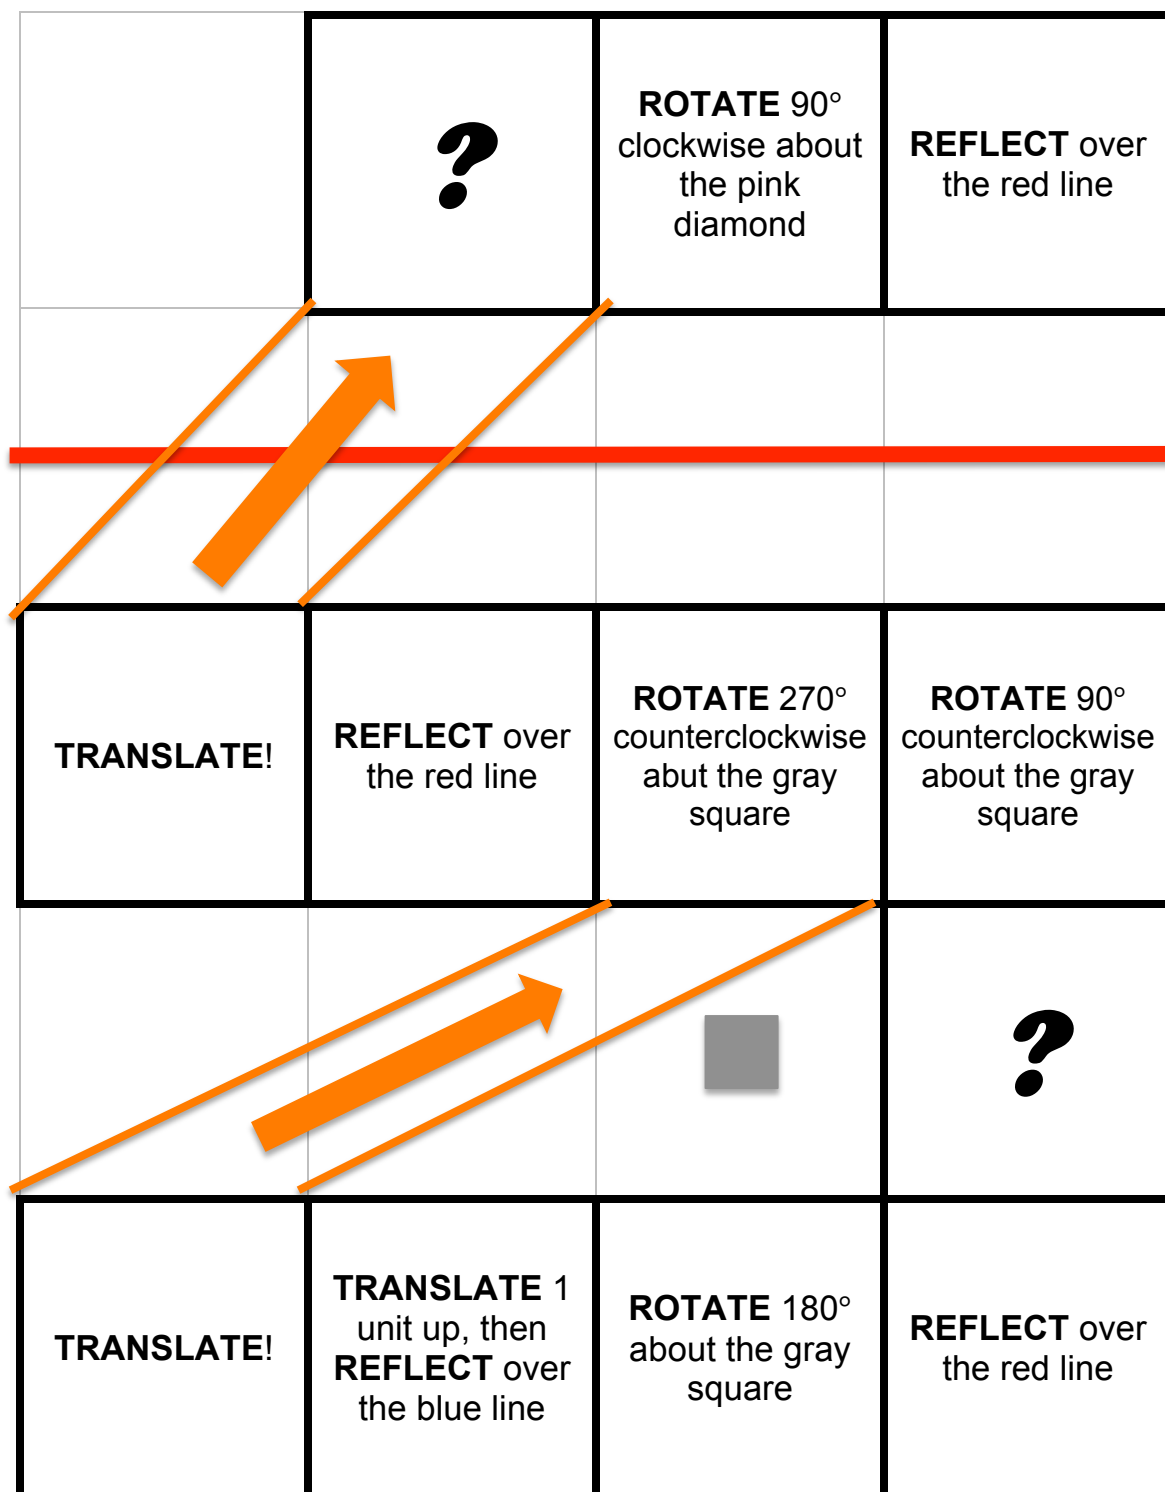 ?
ROTATE 90°
clockwise about
the pink
diamond
REFLECT over
the red line
TRANSLATE!
REFLECT over
the red line
ROTATE 270°
counterclockwise
abut the gray
square
ROTATE 90°
counterclockwise
about the gray
square
?
TRANSLATE!
TRANSLATE 1
unit up, then
REFLECT over
the blue line
ROTATE 180°
about the gray
square
REFLECT over
the red line